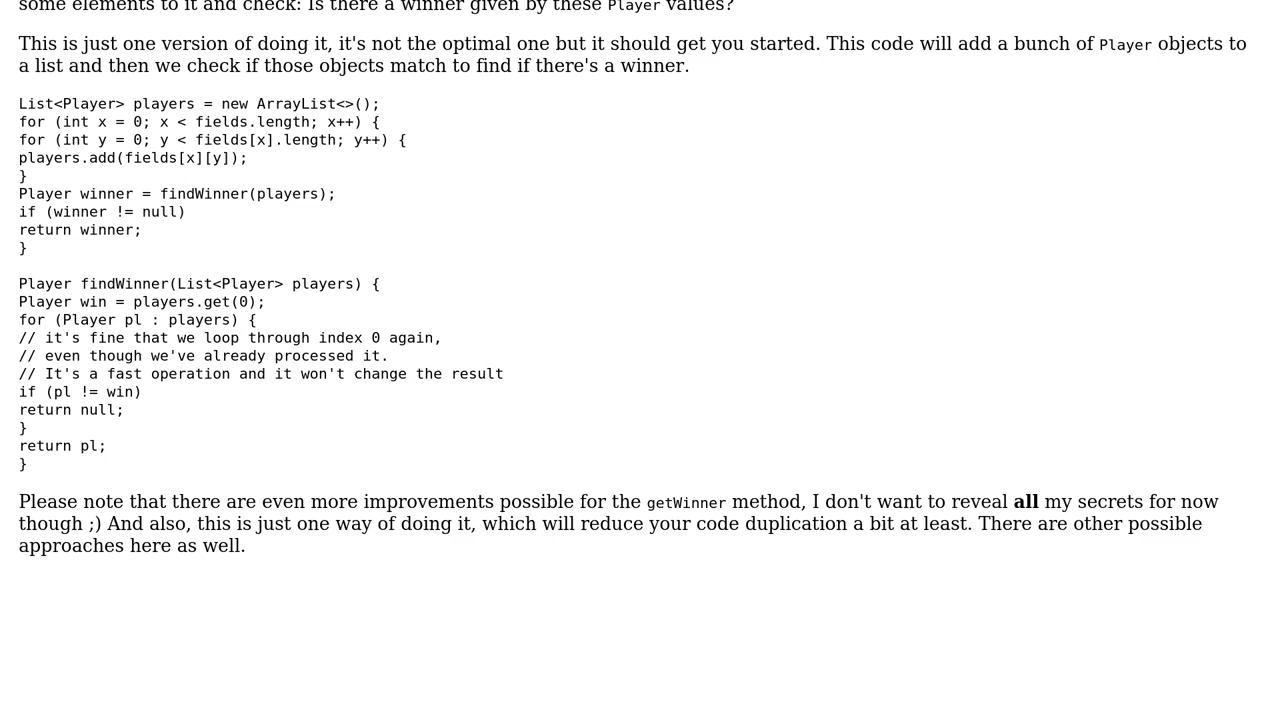 some elements to it and check: Is there a winner given by these Player values?
This is just one version of doing it, it's not the optimal one but it should get you started. This code will add a bunch of Player objects to
a list and then we check if those objects match to find if there's a winner.
List<Player> players = new ArrayList<>();
for (int x = 0; x < fields.length; x++) {
for (int y = 0; y < fields[x].length; y++) {
players.add(fields[x][y]);
}
Player winner = findWinner(players);
if (winner != null)
return winner;
}
Player findWinner(List<Player> players) {
Player win = players.get(0);
for (Player pl : players) {
// it's fine that we loop through index 0 again,
// even though we've already processed it.
// It's a fast operation and it won't change the result
if (pl != win)
return null;
}
return pl;
}
Please note that there are even more improvements possible for the getWinner method, I don't want to reveal all my secrets for now
though ;) And also, this is just one way of doing it, which will reduce your code duplication a bit at least. There are other possible
approaches here as well.